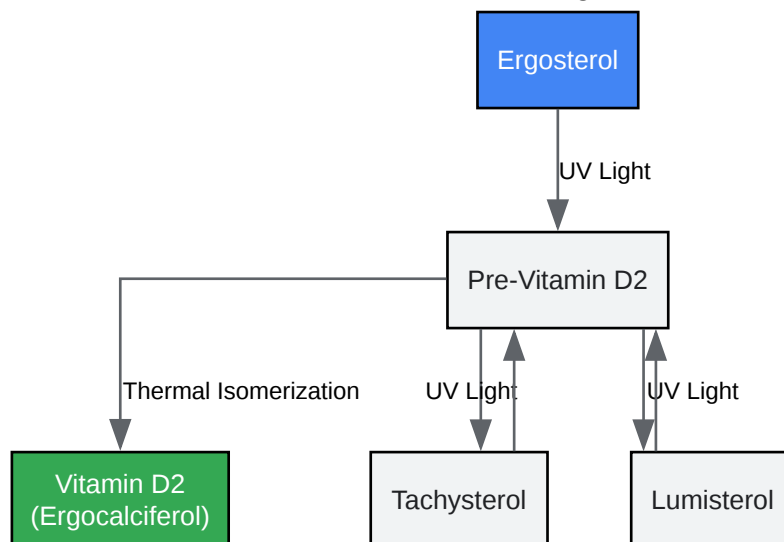 Ergosterol
UV Light
Pre-Vitamin D2
Thermal Isomerization
UV Light
UV Light
Vitamin D2
(Ergocalciferol)
Tachysterol
Lumisterol